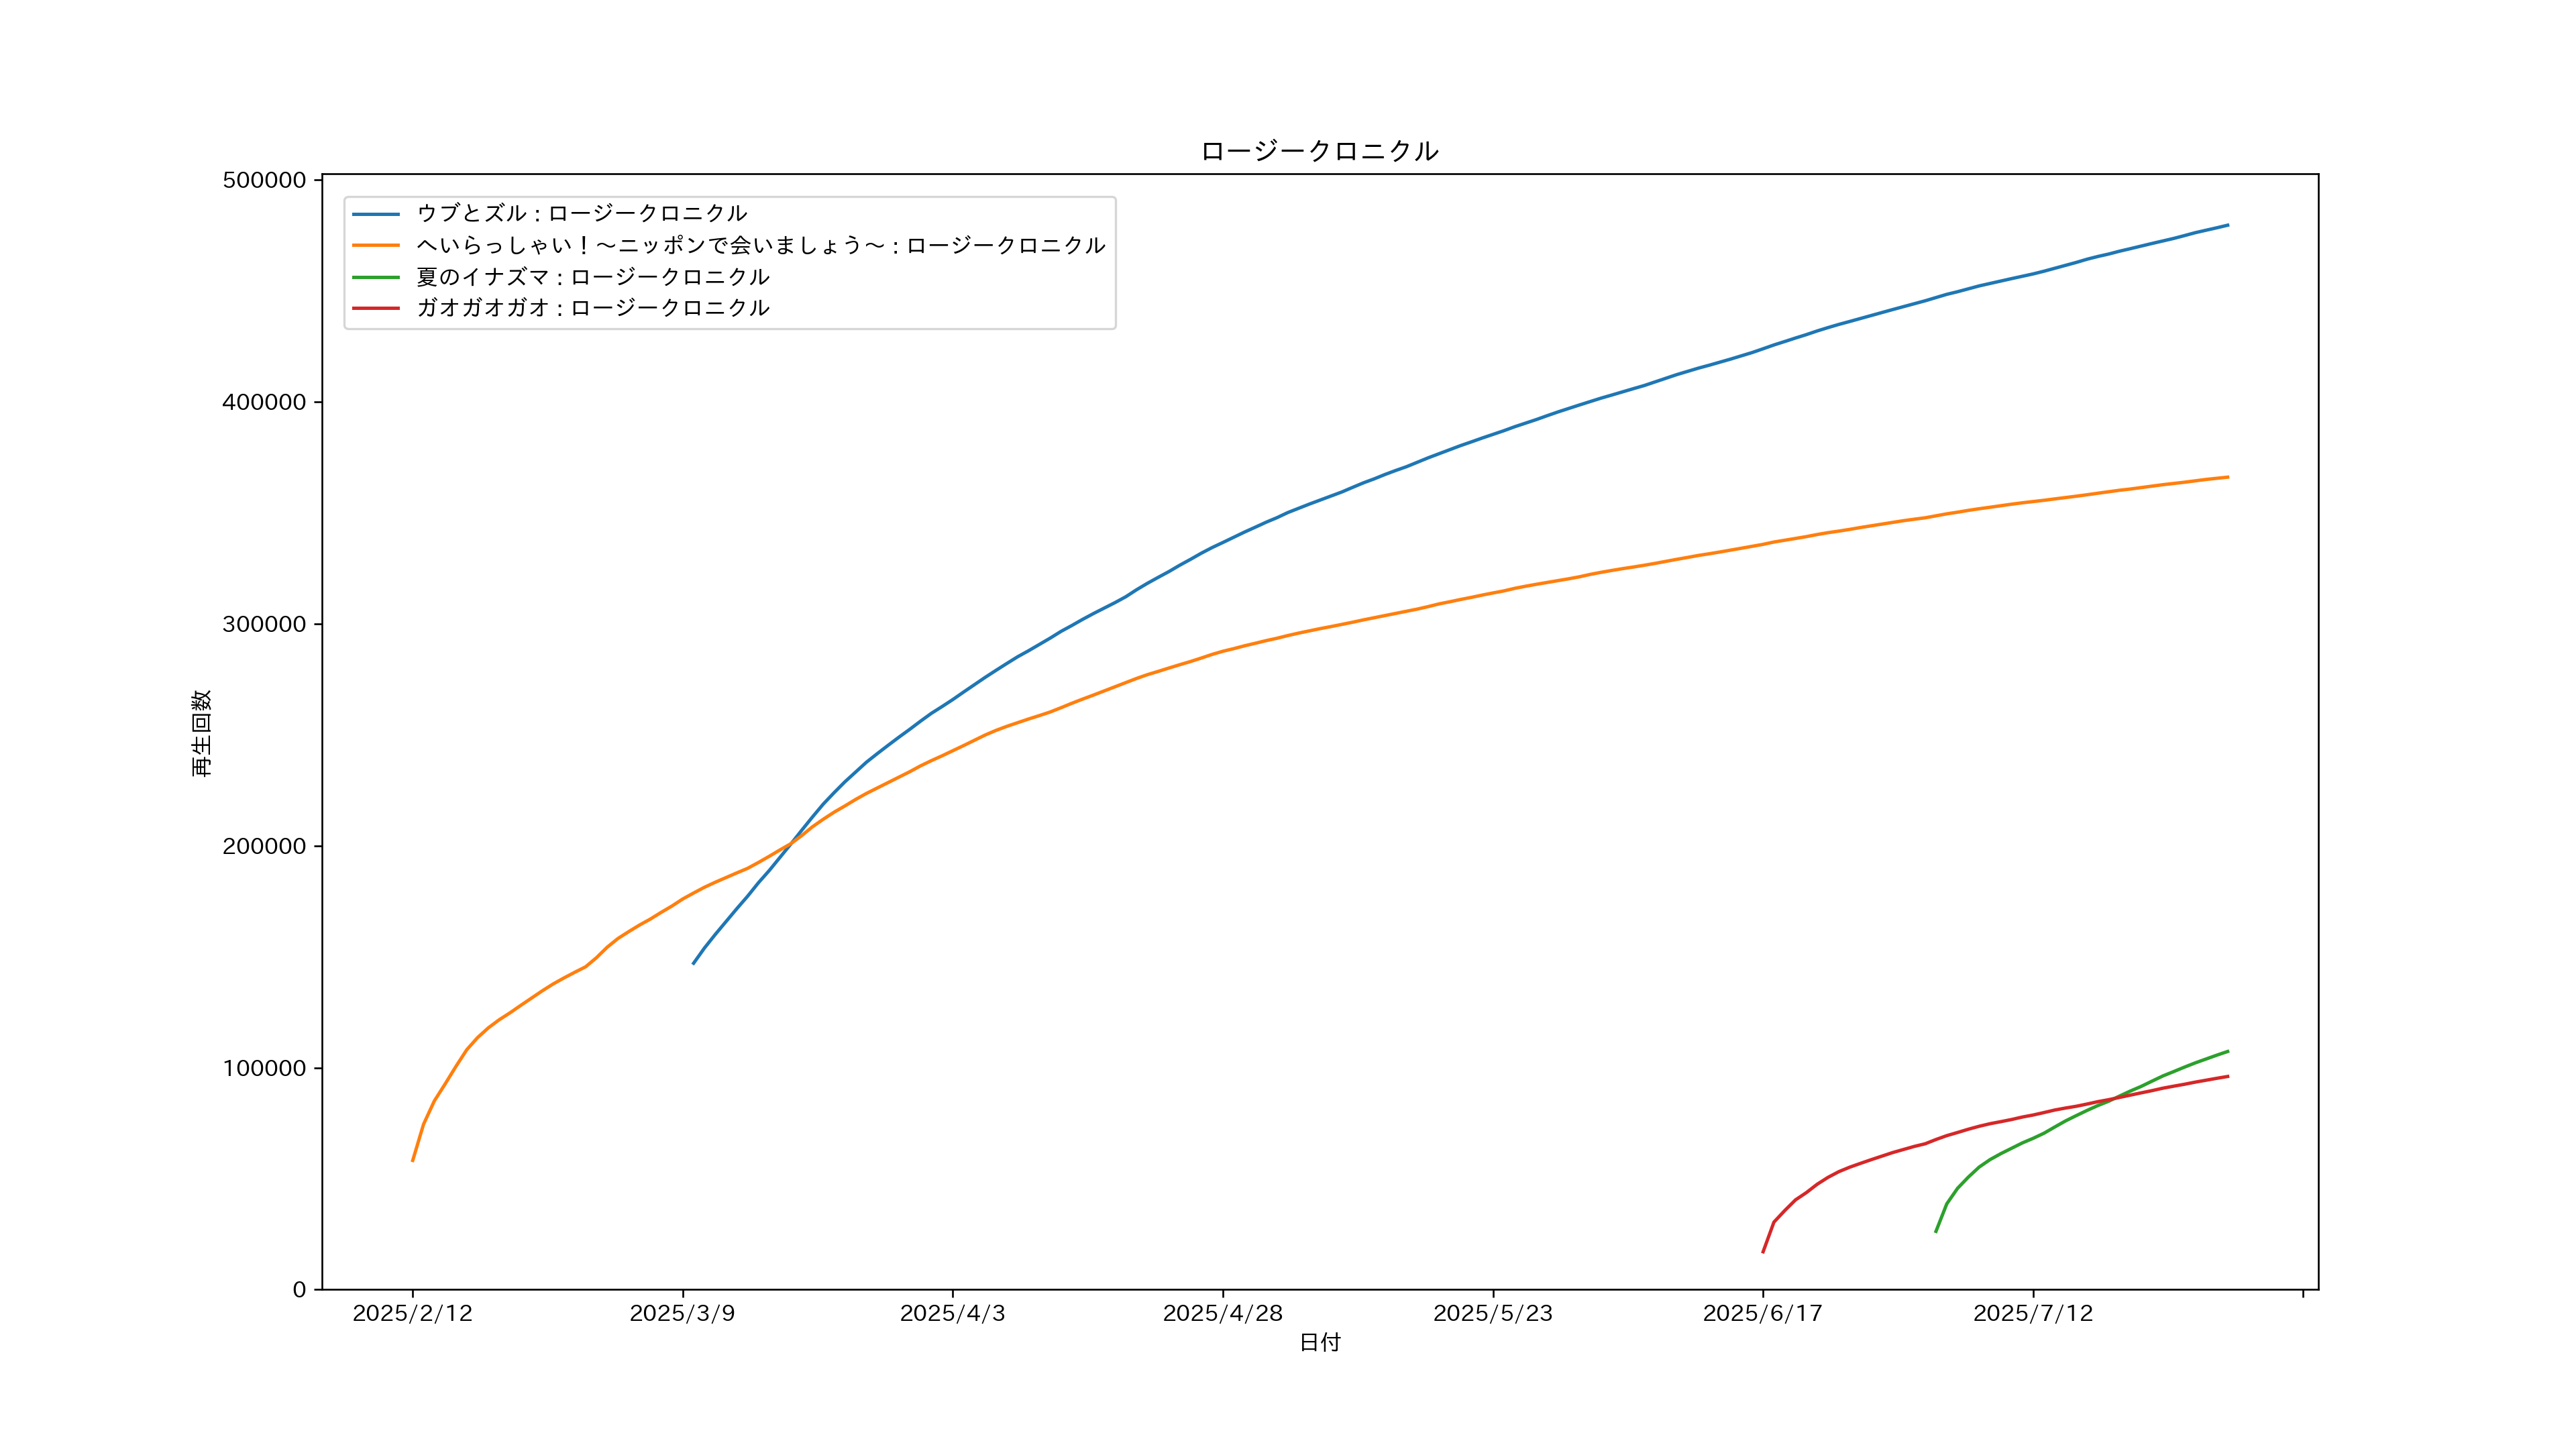 ロージークロニクル
500000
ウブとズル : ロージークロニクル
へいらっしゃい！～ニッポンで会いましょう～ : ロージークロニクル
夏のイナズマ : ロージークロニクル
ガオガオガオ : ロージークロニクル
400000
300000
再生回数
200000
100000
0
2025/2/12 2025/3/9 2025/4/3 2025/4/28 2025/5/23 2025/6/17 2025/7/12
日付